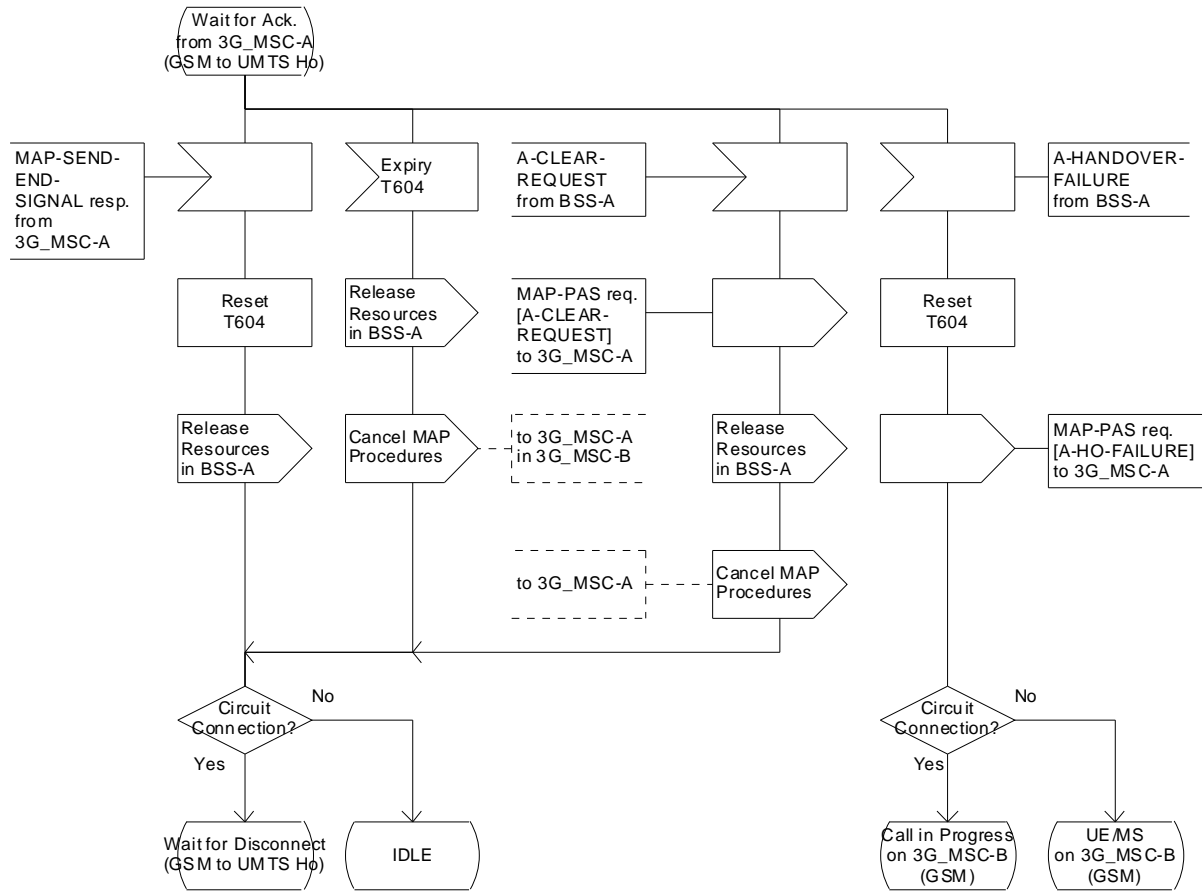 Wait for Ack.
from 3G_MSC-A
(GSM to UMTS Ho)
MAP-SEND-
END-
SIGNAL resp.
from
3G_MSC-A
Expiry
T604
A-CLEAR-
REQUEST
from BSS-A
A-HANDOVER-
FAILURE
from BSS-A
Reset
T604
Release
Resources
in BSS-A
MAP-PAS req.
[A-CLEAR-
REQUEST]
to 3G_MSC-A
Reset
T604
Release
Resources
in BSS-A
Cancel MAP
Procedures
to 3G_MSC-A
in 3G_MSC-B
Release
Resources
in BSS-A
MAP-PAS req.
[A-HO-FAILURE]
to 3G_MSC-A
to 3G_MSC-A
Cancel MAP
Procedures
Circuit
Connection?
No
Yes
Circuit
Connection?
No
Yes
Wait for Disconnect
(GSM to UMTS Ho)
IDLE
Call in Progress
on 3G_MSC-B
(GSM)
UE/MS
on 3G_MSC-B
(GSM)